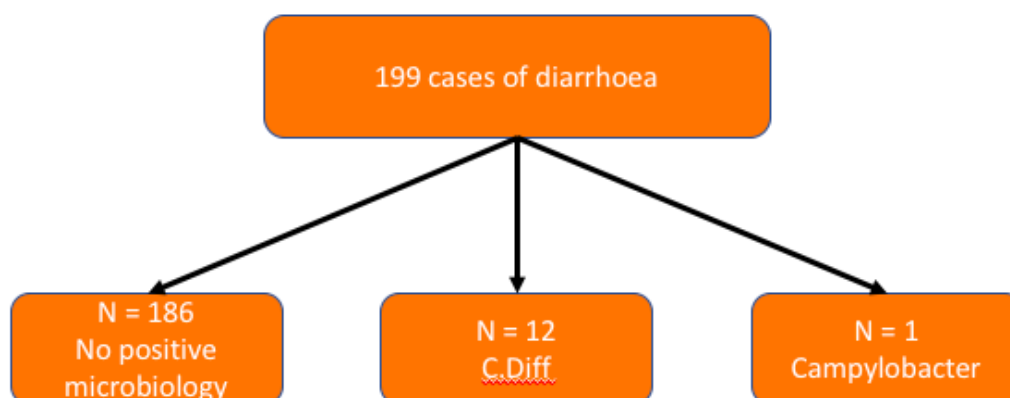 199 cases of diarrhoea
N = 186
No positive
microbiology
N = 12
C.Diff
N = 1
Campylobacter